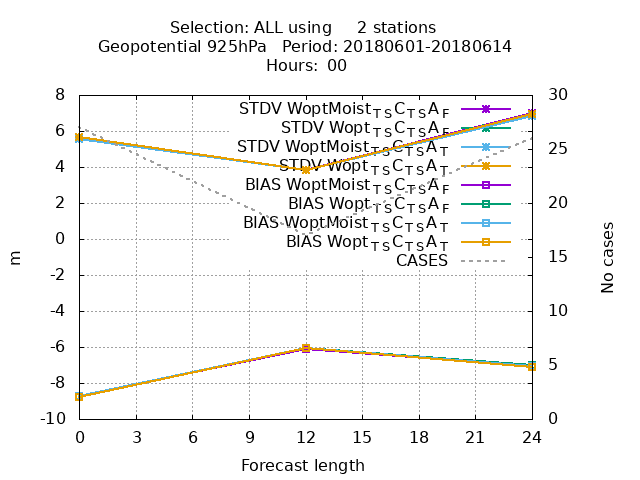 Selection: ALL using     2 stations
Geopotential 925hPa   Period: 20180601-20180614
Hours:  00
8
6
4
2
0
-2
-4
-6
-8
-10
m
STDV WoptMoist_TS C_TS A_F
STDV Wopt_TS C_TS A_F
STDV WoptMoist_TS C_TS A_T
STDV Wopt_TS C_TS A_T
BIAS WoptMoist_TS C_TS A_F
BIAS Wopt_TS C_TS A_F
BIAS WoptMoist_TS C_TS A_T
BIAS Wopt_TS C_TS A_T
CASES
30
25
20
15
10
5
0
No cases
0 3 6 9 12 15 18 21 24
Forecast length